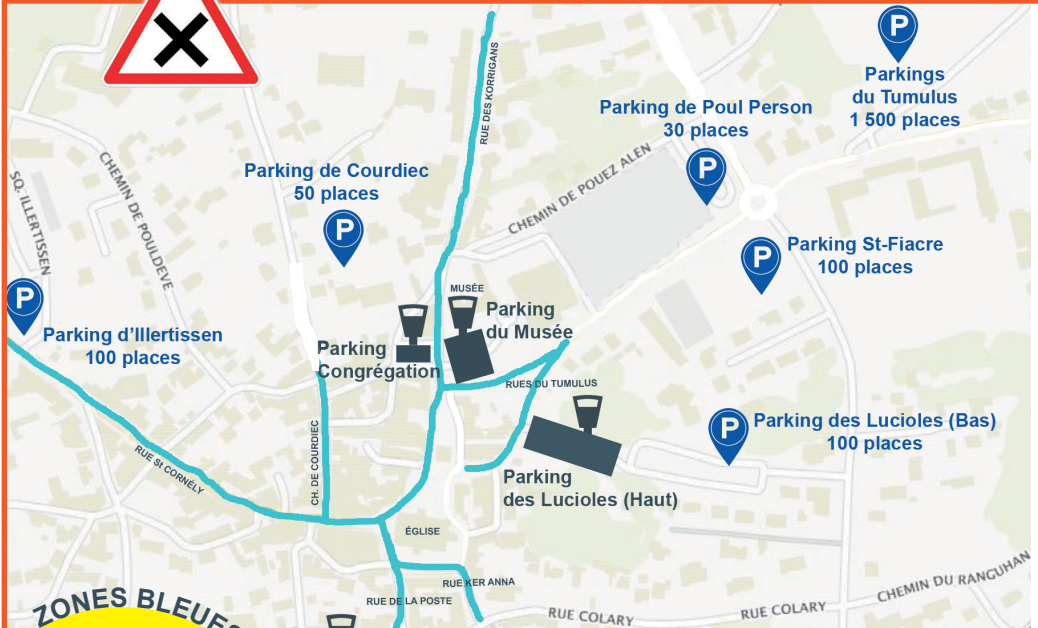 P
Parkings
du Tumulus
1 500 places
RUE DES KORRIGANS
Parking de Poul Person
30 places
P
CHEMIN DE POULDEVE
SQ. ILLERTISSEN
Parking de Courdiec
50 places
P
CHEMIN DE POUEZ ALEN
Parking St-Fiacre
100 places
P
P
Parking d'Illertissen
100 places
MUSÉE
Parking
du Musée
Parking
Congrégation
RUES DU TUMULUS
P
Parking des Lucioles (Bas)
100 places
CH. DE COURDIEC
RUE St CORNÉLY
Parking
des Lucioles (Haut)
ÉGLISE
RUE KER ANNA
RUE DE LA POSTE
RUE COLARY
RUE COLARY
CHEMIN DU RANGUHAN
ZONES BLEUES